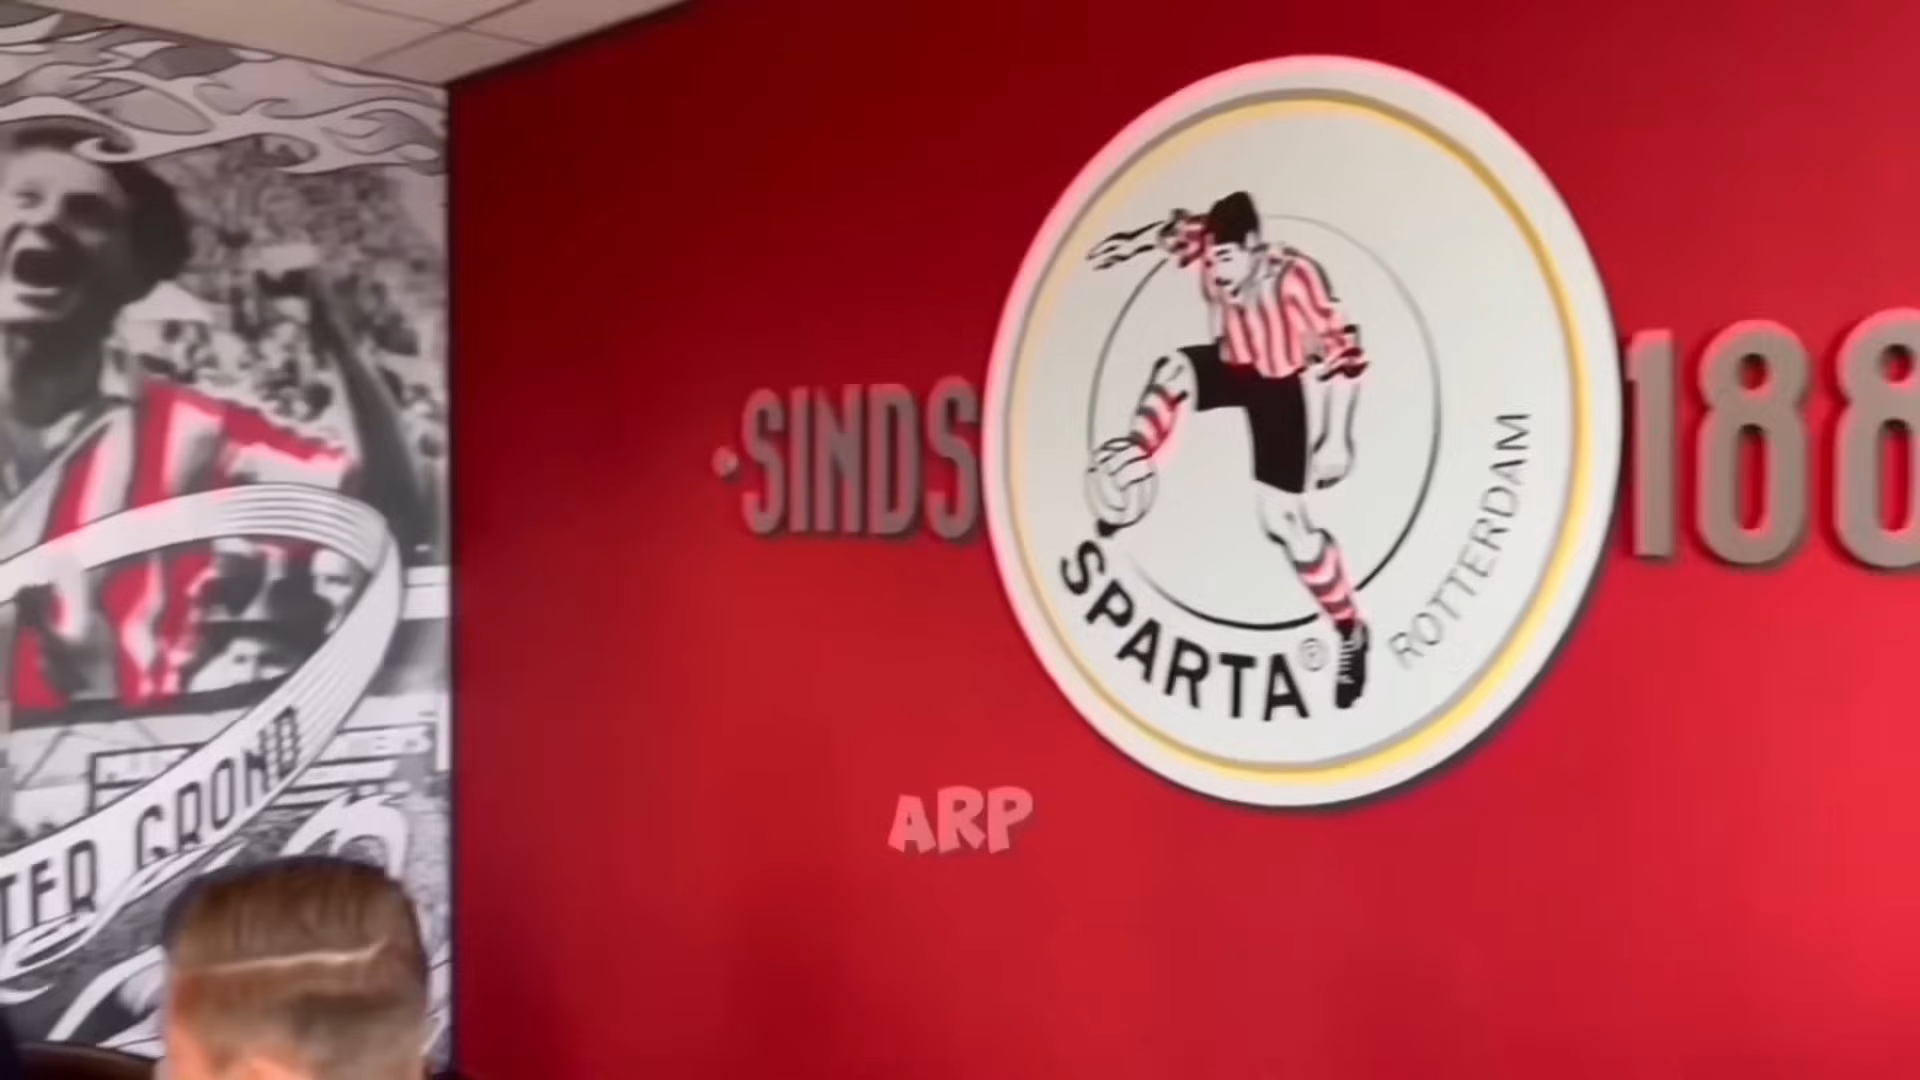 ·SINDS
188
SPARTA®
ROTTERDAM
ARP
TER GROND